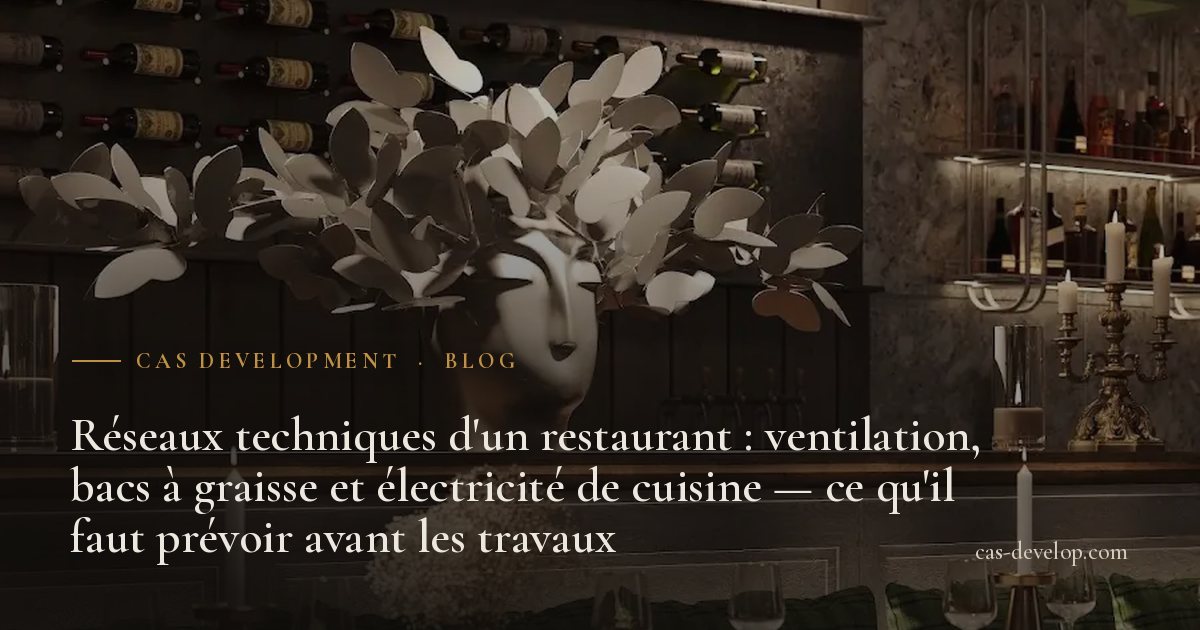 CAS DEVELOPMENT · BLOG
Réseaux techniques d'un restaurant : ventilation,
bacs à graisse et électricité de cuisine — ce qu'il
faut prévoir avant les travaux
cas-develop.com